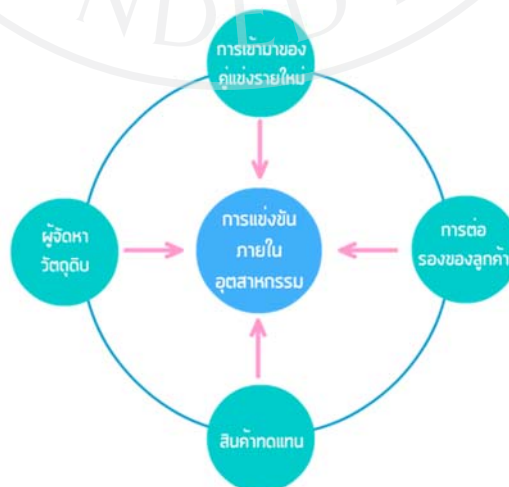 การเข้ามาของ
คู่แข่งรายใหม่
ผู้จัดหา
วัตถุดิบ
การแข่งขัน
ภายใน
อุตสาหกรรม
การต่อ
รองของลูกค้า
สินค้าทดแทน